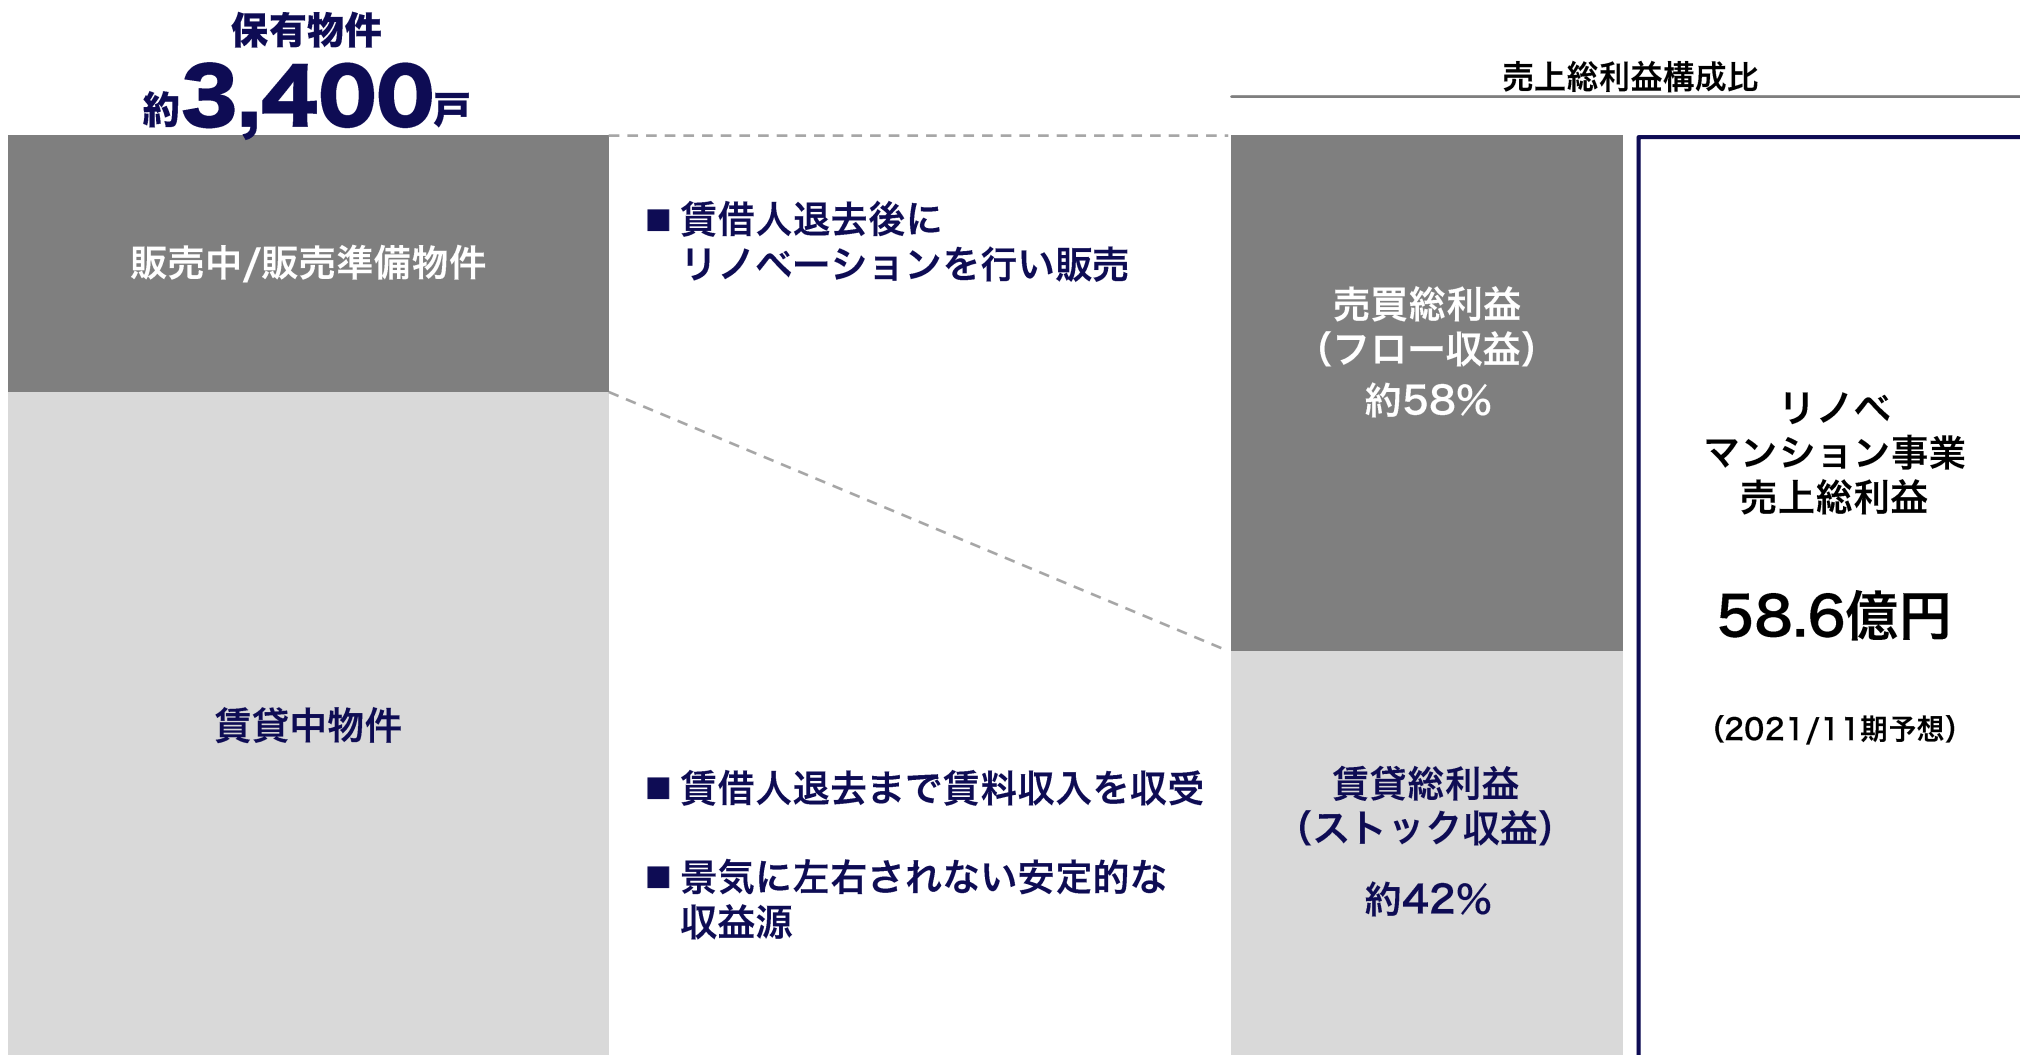 保有物件
約3,400戸
売上総利益構成比
販売中/販売準備物件
■ 賃借人退去後に
リノベーションを行い販売
売買総利益
（フロー収益）
約58%
リノベ
マンション事業
売上総利益
58.6億円
（2021/11期予想）
賃貸中物件
■ 賃借人退去まで賃料収入を収受
■ 景気に左右されない安定的な
収益源
賃貸総利益
（ストック収益）
約42%